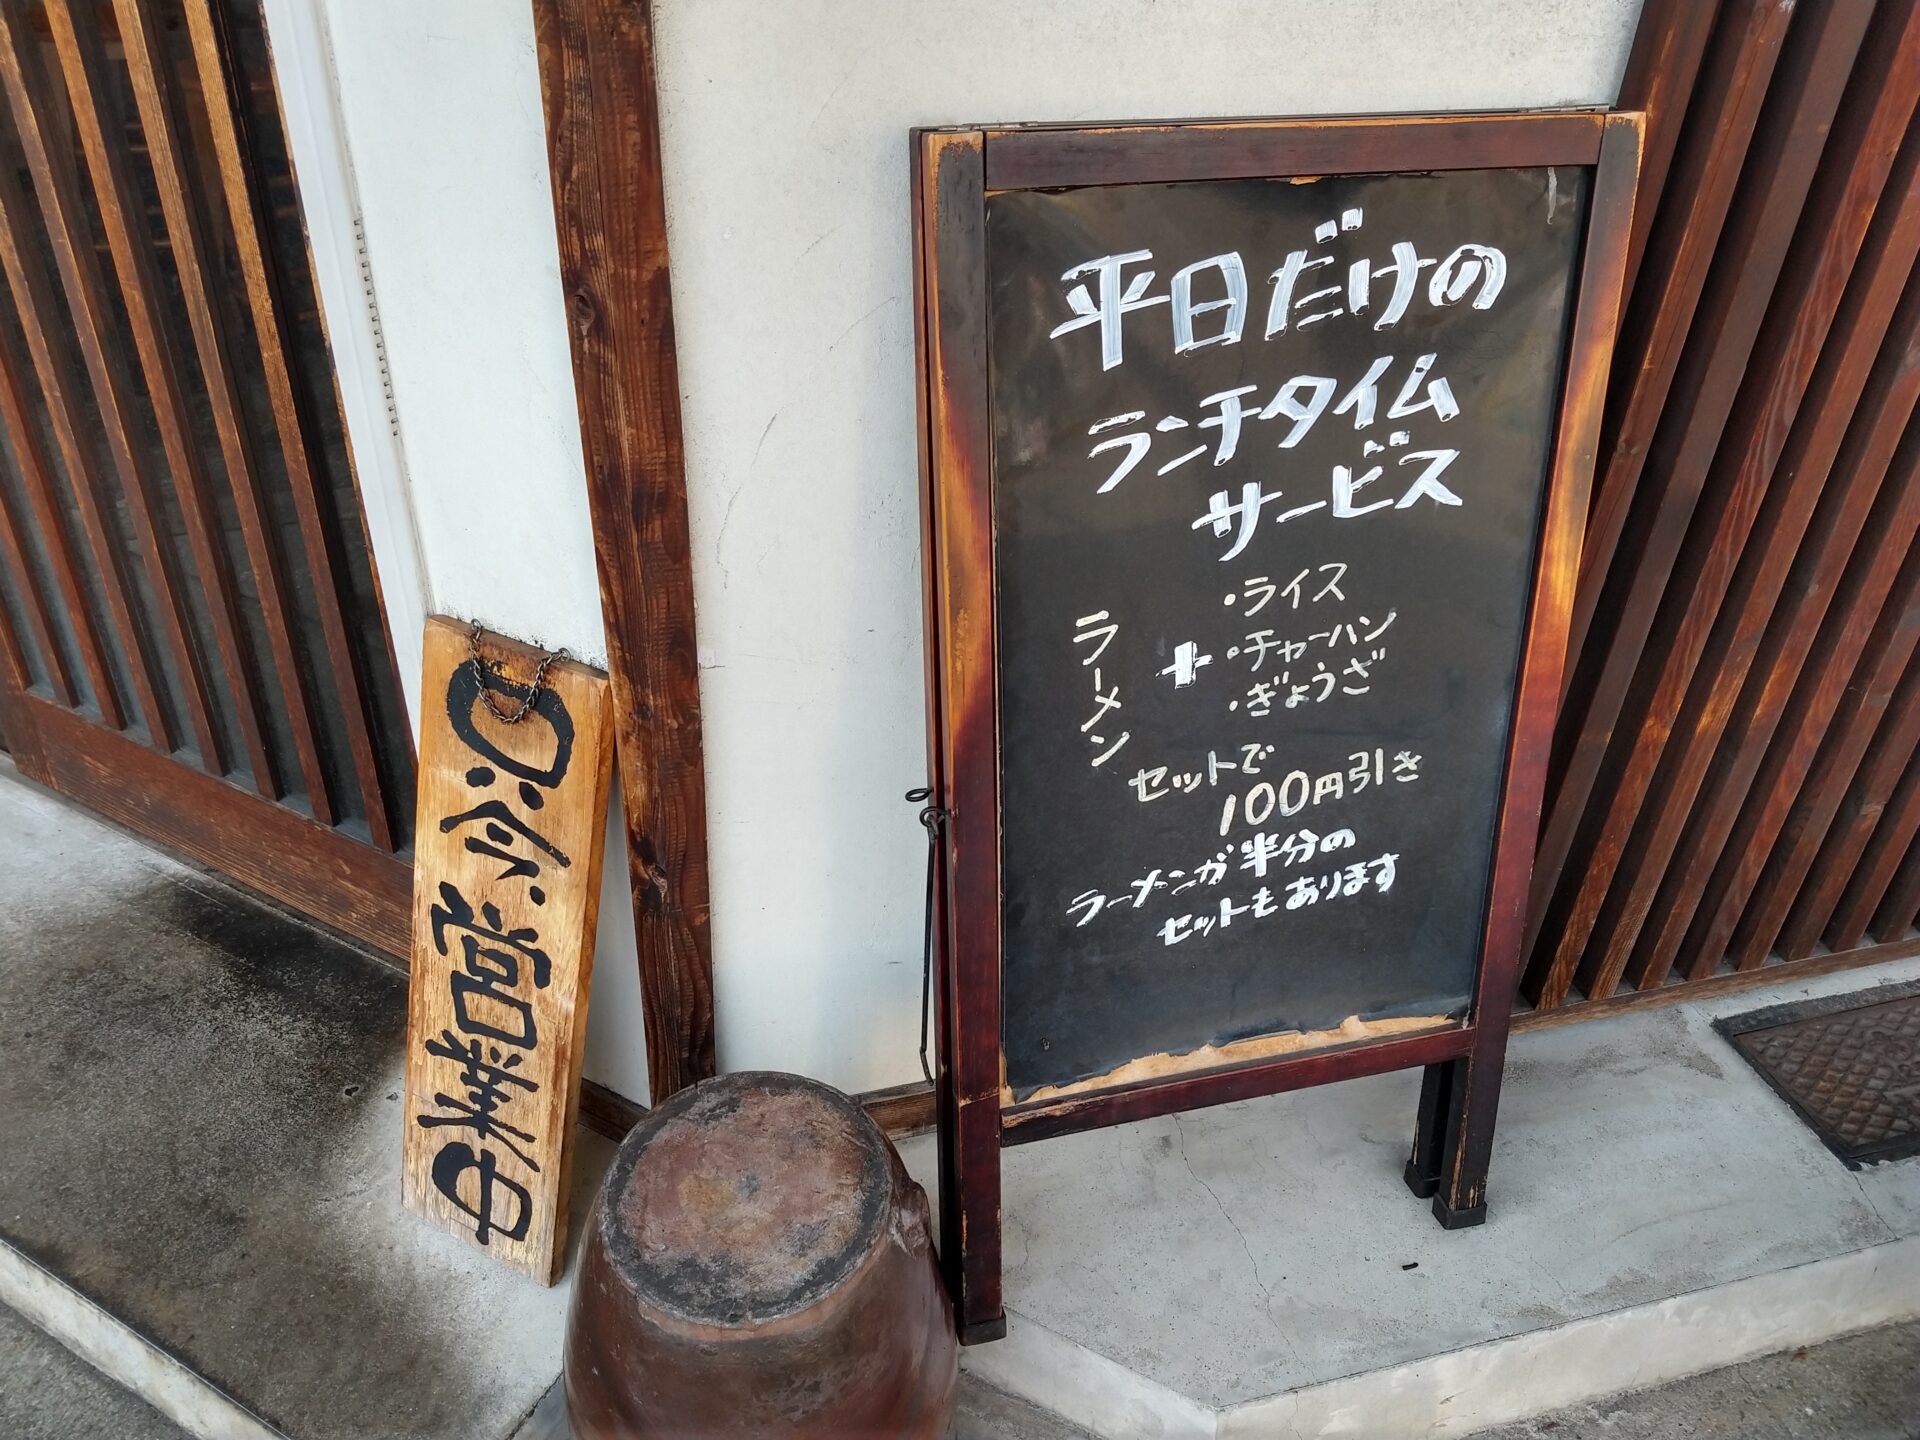 平日だけの
ランチタイム
サービス
ラーメン
+
・ライス
・チャーハン
・ぎょうざ
セットで
100円引き
ラーメンが半分の
セットもあります
営業中